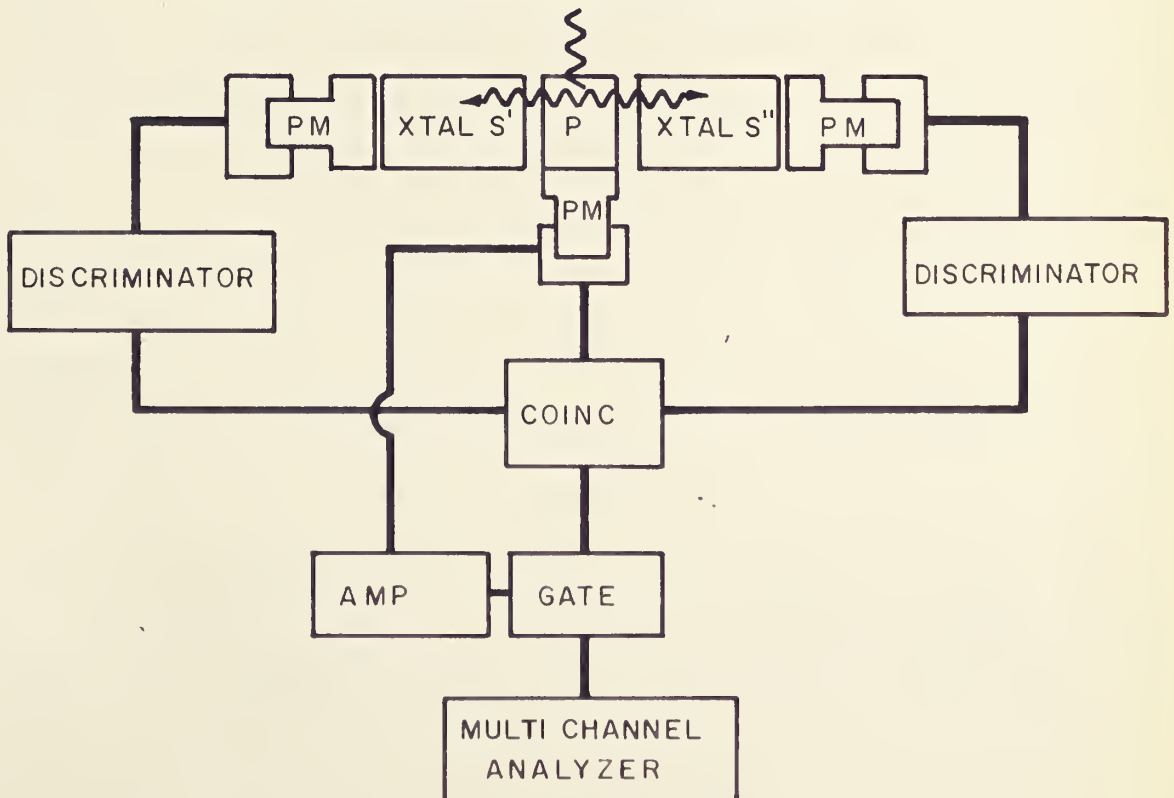 PM
XTAL S'
P
XTAL S"
PM
PM
DISCRIMINATOR
DISCRIMINATOR
COINC
AMP
GATE
MULTI CHANNEL
ANALYZER